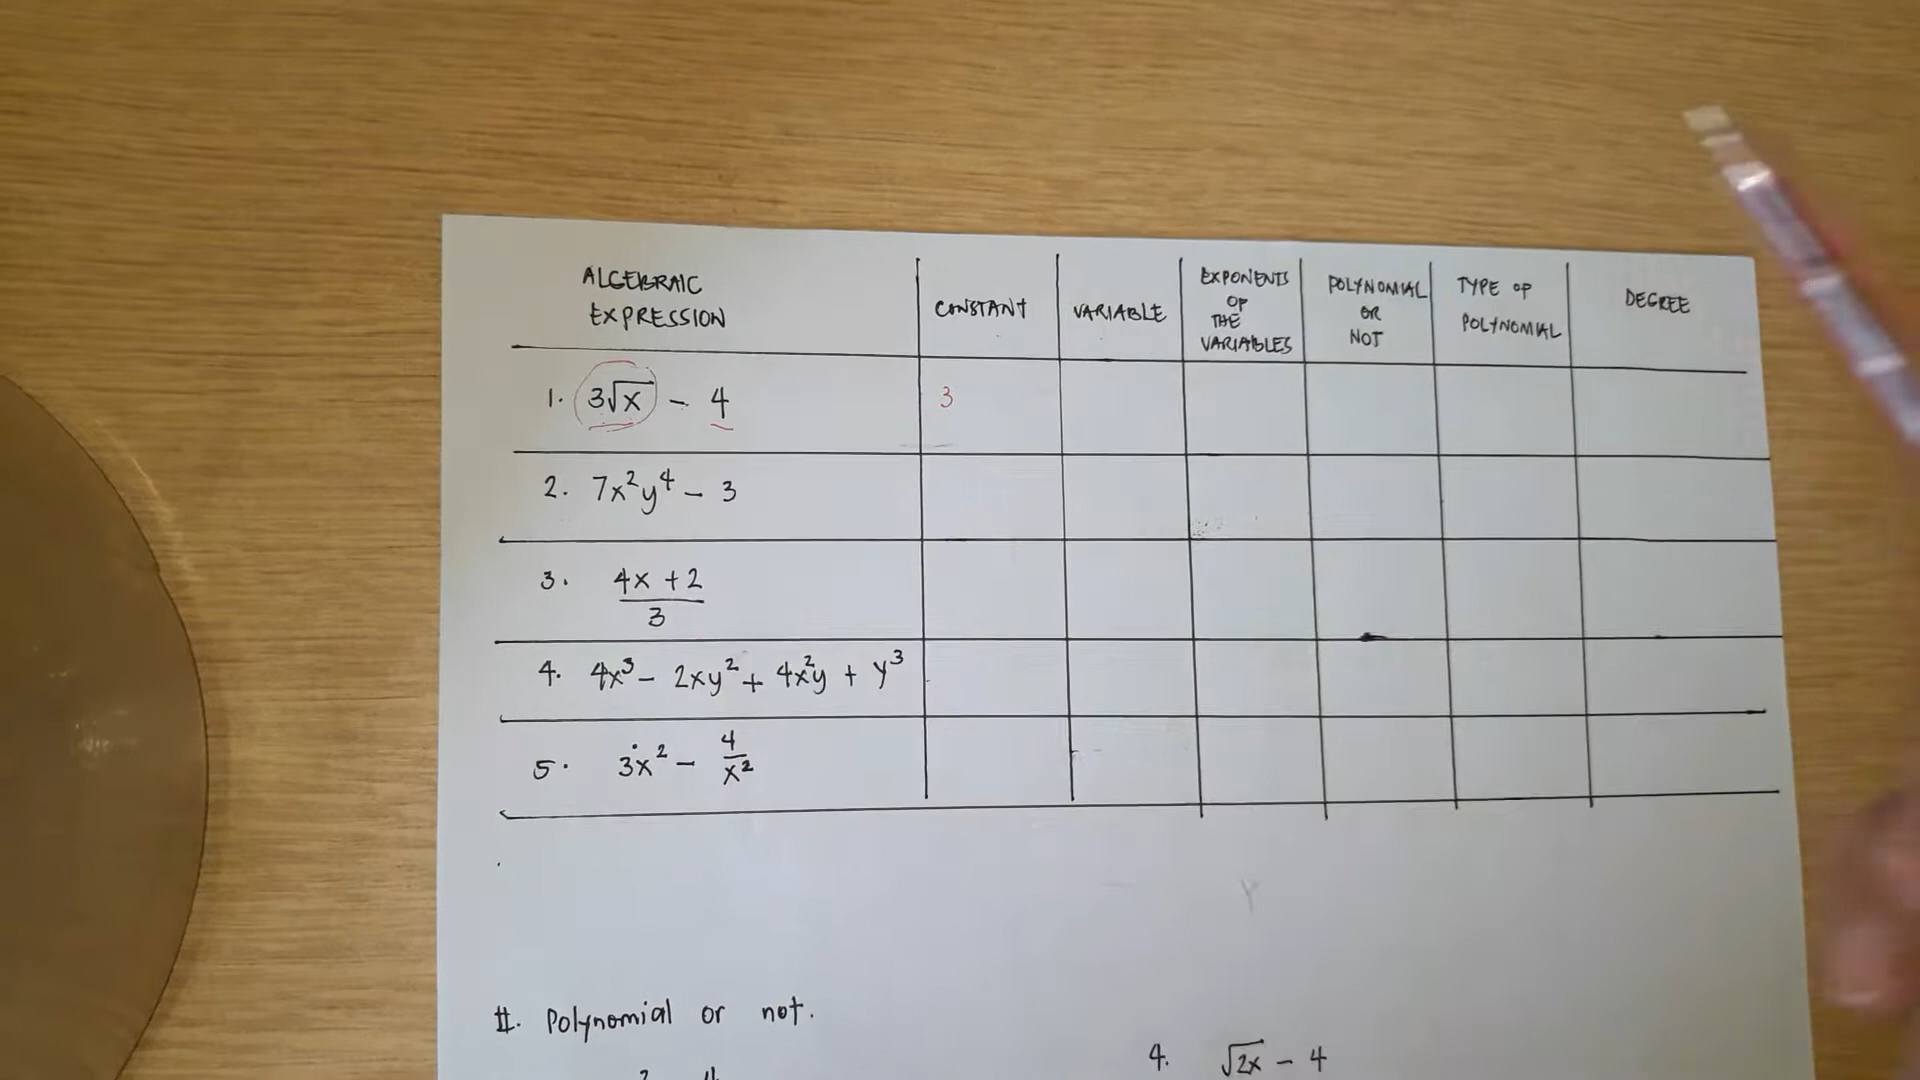 ALGEBRAIC
EXPRESSION
CONSTANT
VARIABLE
EXPONENTS
OF
THE
VARIABLES
POLYNOMIAL
OR
NOT
TYPE OF
POLYNOMIAL
DEGREE
1. 3√x - 4
3
2. 7x²y⁴ - 3
3. 4x + 2
3
4. 4x³ - 2xy² + 4x²y + y³
5. 3x² - 4
x²
II. Polynomial or not.
4. √2x - 4